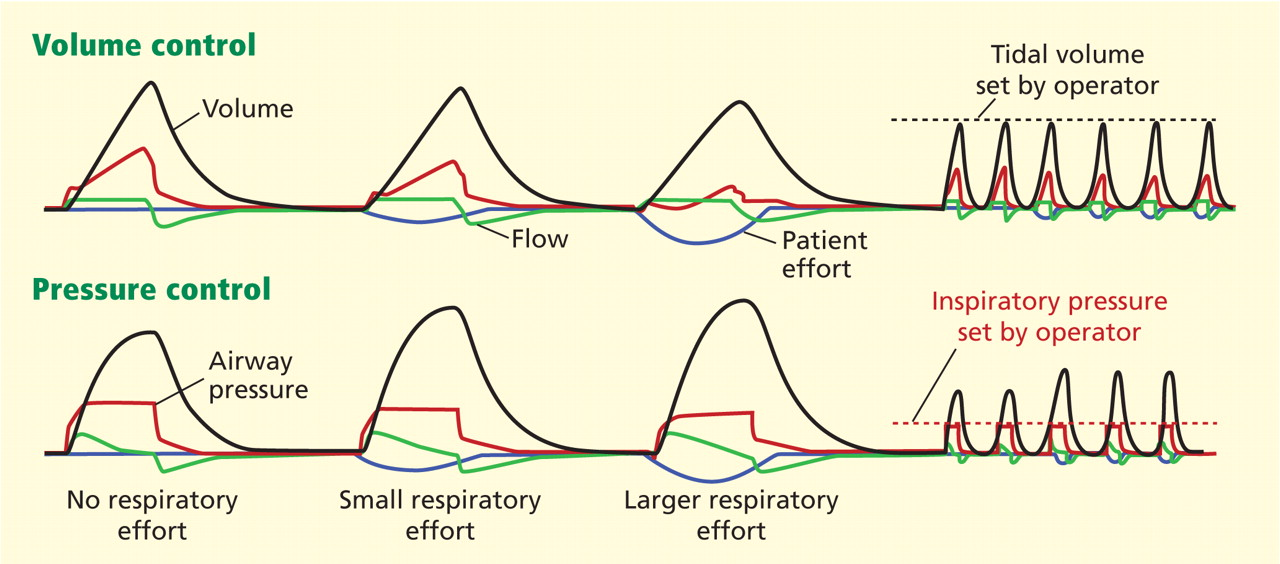 Volume control
Tidal volume
set by operator
Volume
Flow
Patient
effort
Pressure control
Inspiratory pressure
set by operator
Airway
pressure
No respiratory
effort
Small respiratory
effort
Larger respiratory
effort